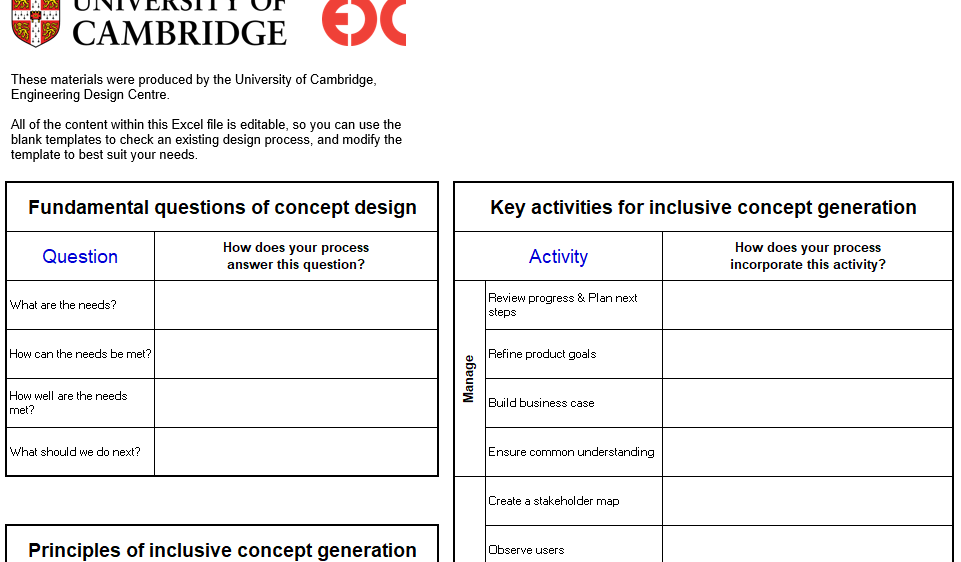 UNIVERSITY OF
CAMBRIDGE
EDC
These materials were produced by the University of Cambridge,
Engineering Design Centre.
All of the content within this Excel file is editable, so you can use the
blank templates to check an existing design process, and modify the
template to best suit your needs.
Fundamental questions of concept design
Question
How does your process
answer this question?
What are the needs?
How can the needs be met?
How well are the needs
met?
What should we do next?
Principles of inclusive concept generation
Key activities for inclusive concept generation
Activity
How does your process
incorporate this activity?
Manage
Review progress & Plan next
steps
Refine product goals
Build business case
Ensure common understanding
Create a stakeholder map
Observe users